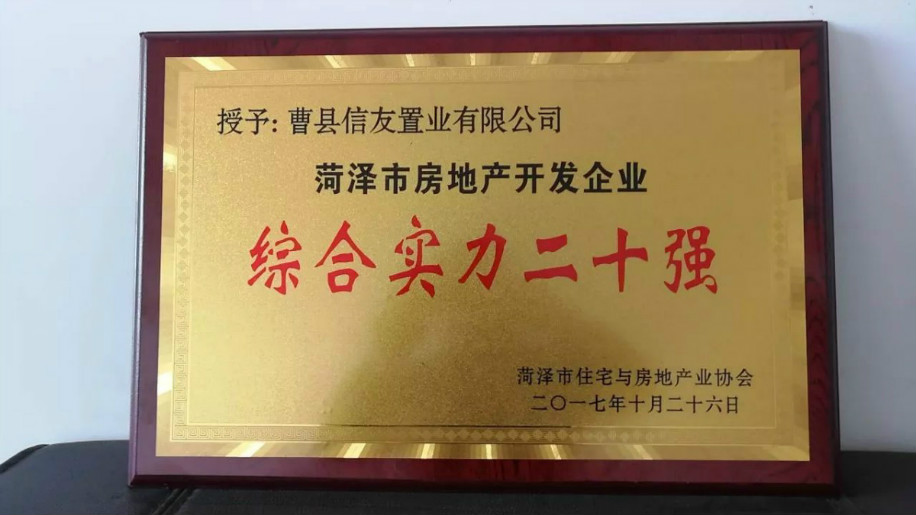 授予: 曹县信友置业有限公司
菏泽市房地产开发企业
综合实力二十强
菏泽市住宅与房地产业协会
二〇一七年十月二十六日